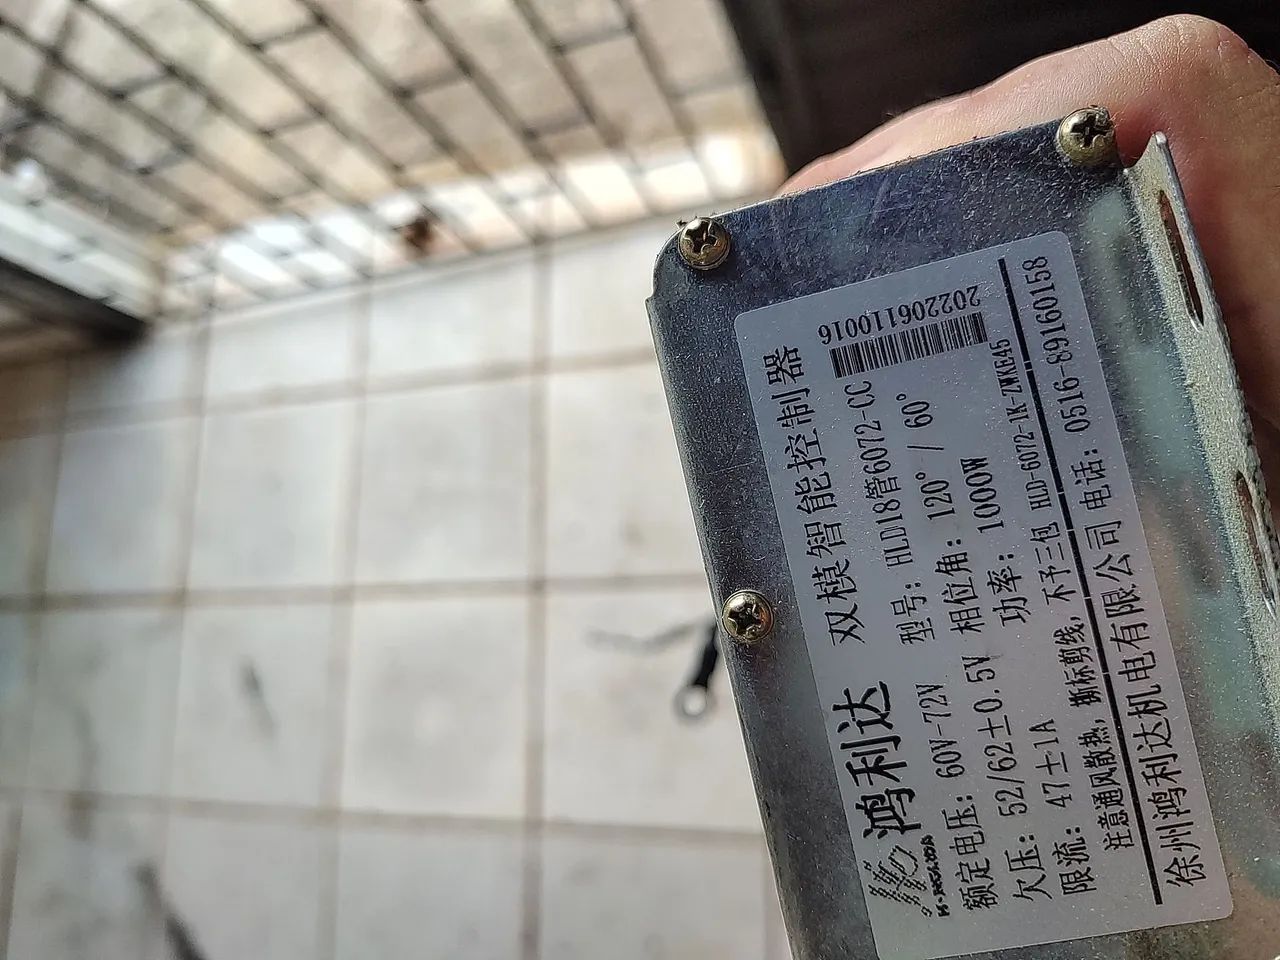 鸿利达 双模智能控制器
202206110016
型号: HLD18管6072-CC
额定电压: 60V-72V 相位角: 120° / 60°
欠压: 52/62±0.5V 功率: 1000W
限流: 47±1A
注意通风散热, 撕标剪线, 不予三包 HLD-6072-1K-ZWKE45
徐州鸿利达机电有限公司 电话: 0516-89160158